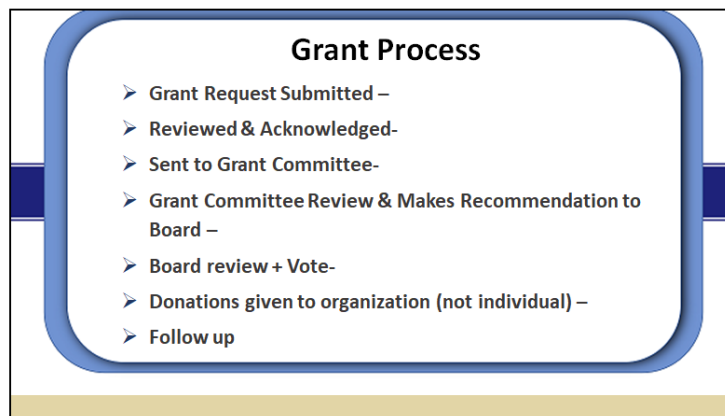 Grant Process
Grant Request Submitted –
Reviewed & Acknowledged-
Sent to Grant Committee-
Grant Committee Review & Makes Recommendation to
Board –
Board review + Vote-
Donations given to organization (not individual) –
Follow up